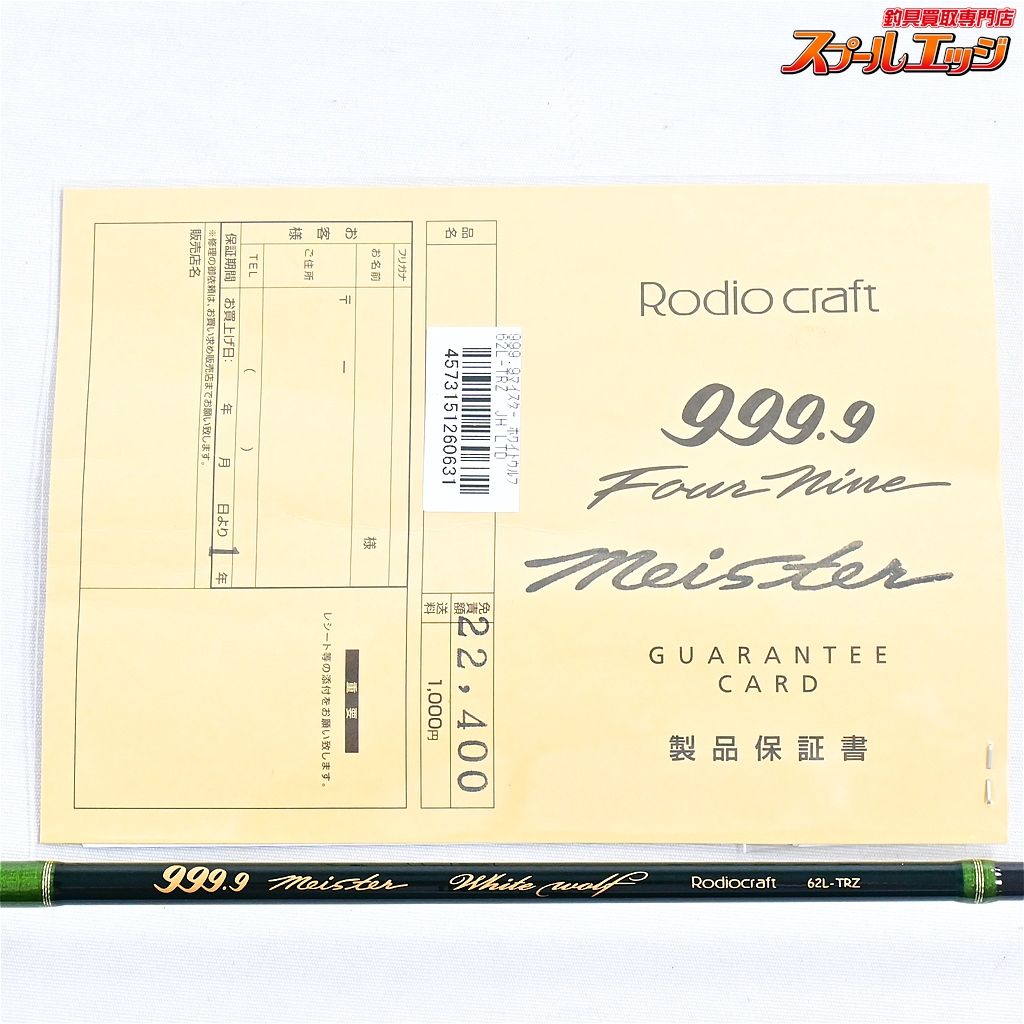 釣具買取専門店
スプールエッジ
Rodio craft
999.9
Four Nine
Meister
GUARANTEE
CARD
製品保証書
品名
999.9マイスター ホワイトウルフ
62L-TRZ JH LTD
4573151260631
免責額
22,400
送料
1,000円
フリガナ
お名前
様
お客様
ご住所
〒 ー
TEL ( )
保証期間 お買上げ日: 年 月 日より1年
※修理の御依頼は、お買い求め販売店までお願い致します。
販売店名
重要
レシート等の添付をお願い致します。
999.9 Meister White wolf Rodiocraft 62L-TRZ